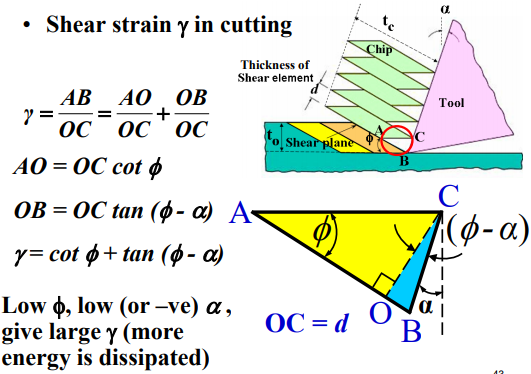 • Shear strain γ in cutting
γ = AB/OC = AO/OC + OB/OC
AO = OC cot ϕ
OB = OC tan (ϕ - α)
γ = cot ϕ + tan (ϕ - α)
Low ϕ, low (or –ve) α ,
give large γ (more
energy is dissipated)
t_c
α
Chip
Thickness of
Shear element
d
Tool
t_o
Shear plane
ϕ
A
C
B
A
C
ϕ
(ϕ-α)
α
O
B
OC = d